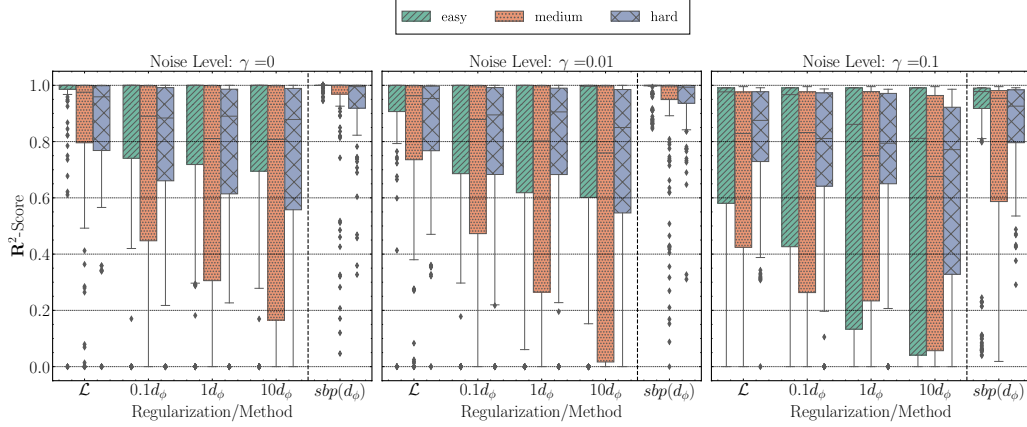 easy medium hard
Noise Level: γ =0 Noise Level: γ =0.01 Noise Level: γ =0.1
1.0
0.8
0.6
0.4
0.2
0.0
R²-Score
𝓛 0.1d_ϕ 1d_ϕ 10d_ϕ sbp(d_ϕ) 𝓛 0.1d_ϕ 1d_ϕ 10d_ϕ sbp(d_ϕ) 𝓛 0.1d_ϕ 1d_ϕ 10d_ϕ sbp(d_ϕ)
Regularization/Method Regularization/Method Regularization/Method